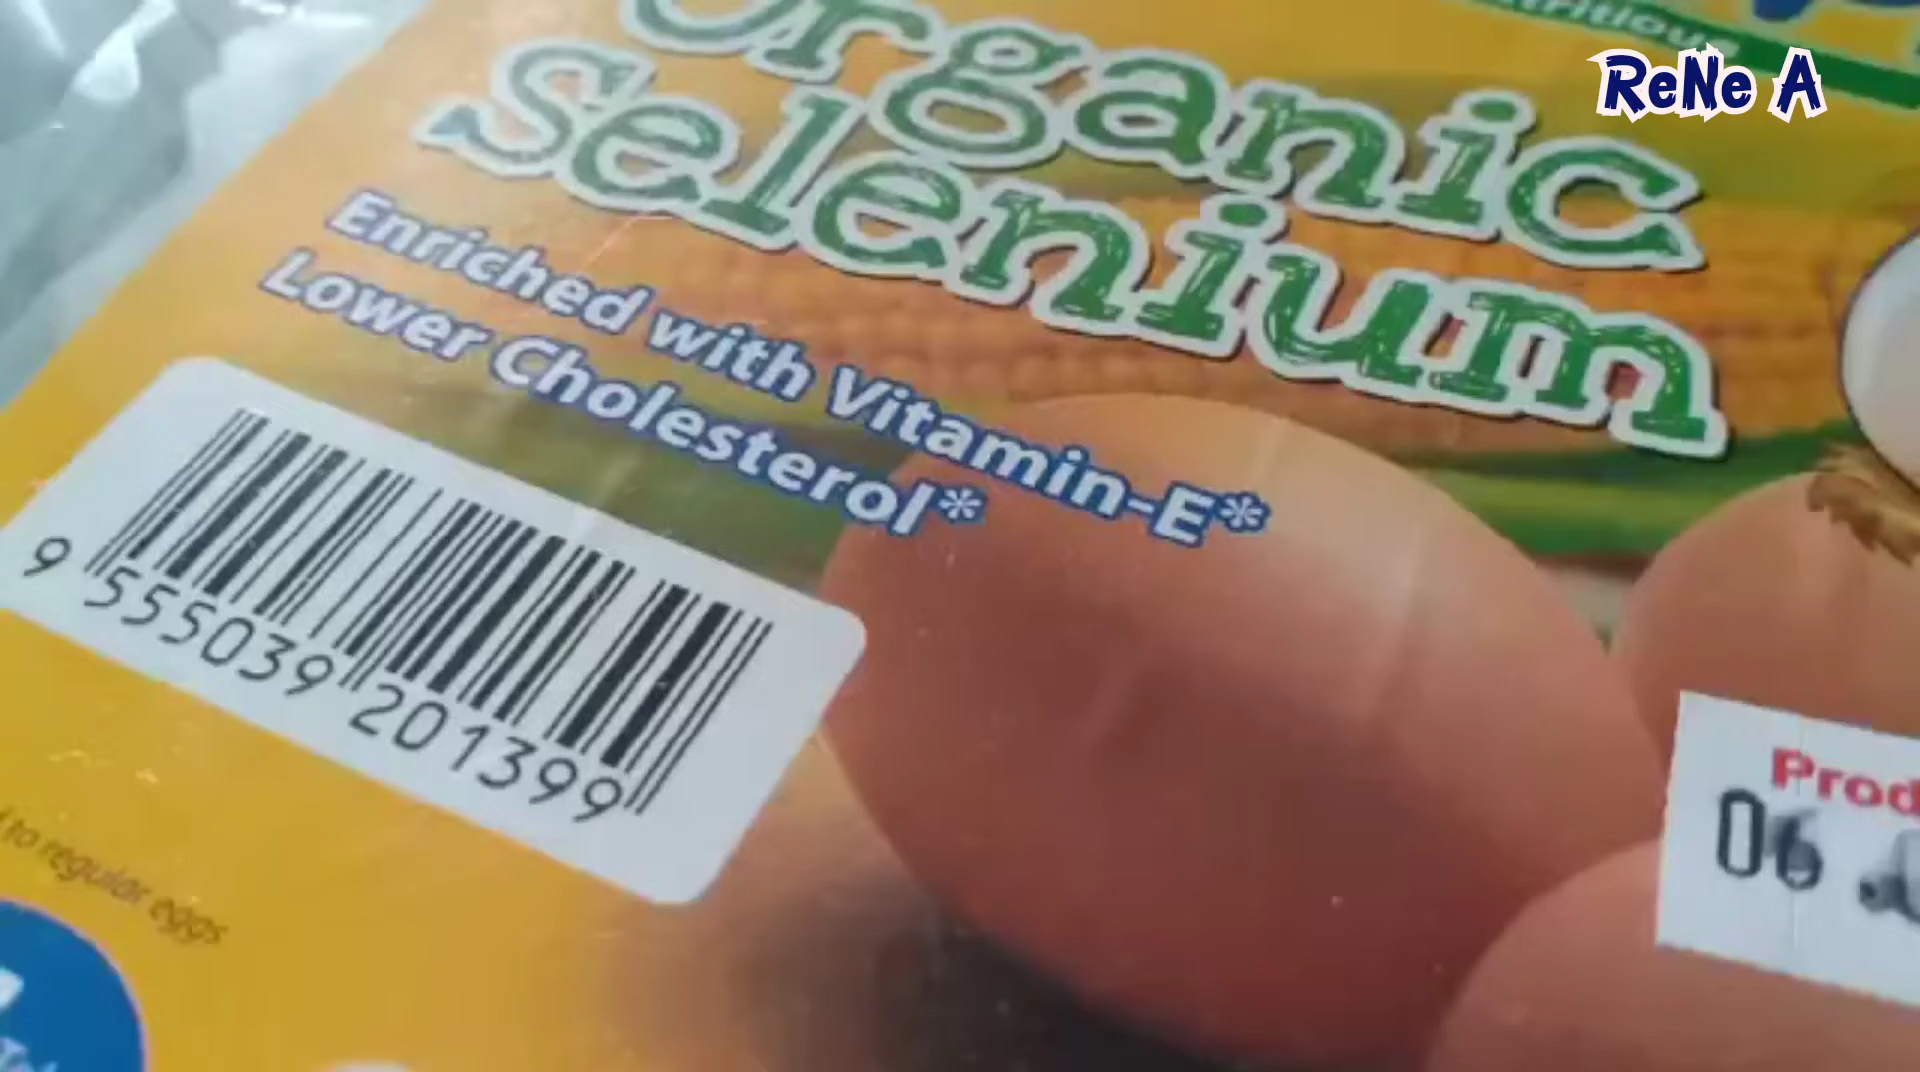 ReNe A
Organic
Selenium
Enriched with Vitamin-E*
Lower Cholesterol*
9 555039 201399
to regular eggs
Prod
06